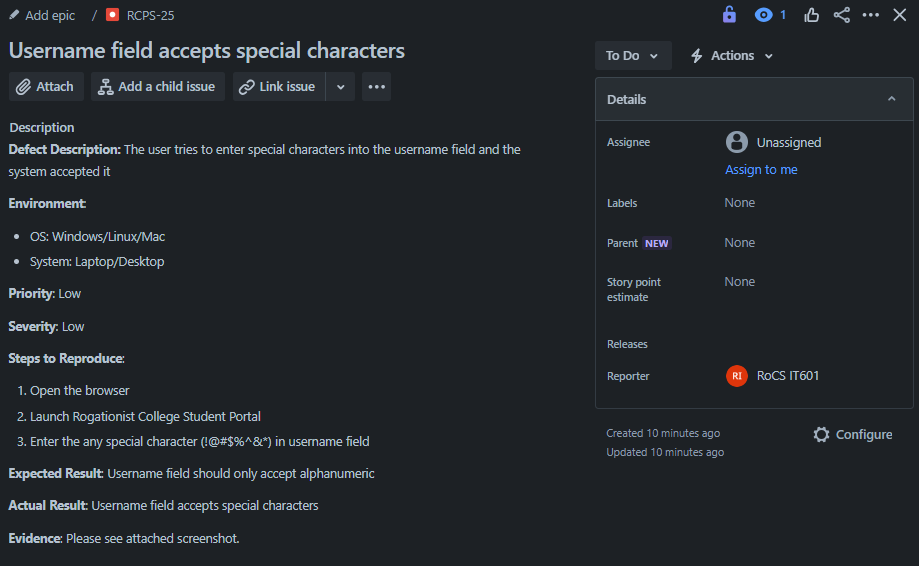 Add epic / RCPS-25
1
Username field accepts special characters
Attach Add a child issue Link issue
Description
Defect Description: The user tries to enter special characters into the username field and the
system accepted it
Environment:
• OS: Windows/Linux/Mac
• System: Laptop/Desktop
Priority: Low
Severity: Low
Steps to Reproduce:
1. Open the browser
2. Launch Rogationist College Student Portal
3. Enter the any special character (!@#$%^&*) in username field
Expected Result: Username field should only accept alphanumeric
Actual Result: Username field accepts special characters
Evidence: Please see attached screenshot.
To Do Actions
Details
Assignee Unassigned
Assign to me
Labels None
Parent NEW None
Story point
estimate
None
Releases
Reporter RI RoCS IT601
Created 10 minutes ago
Updated 10 minutes ago
Configure